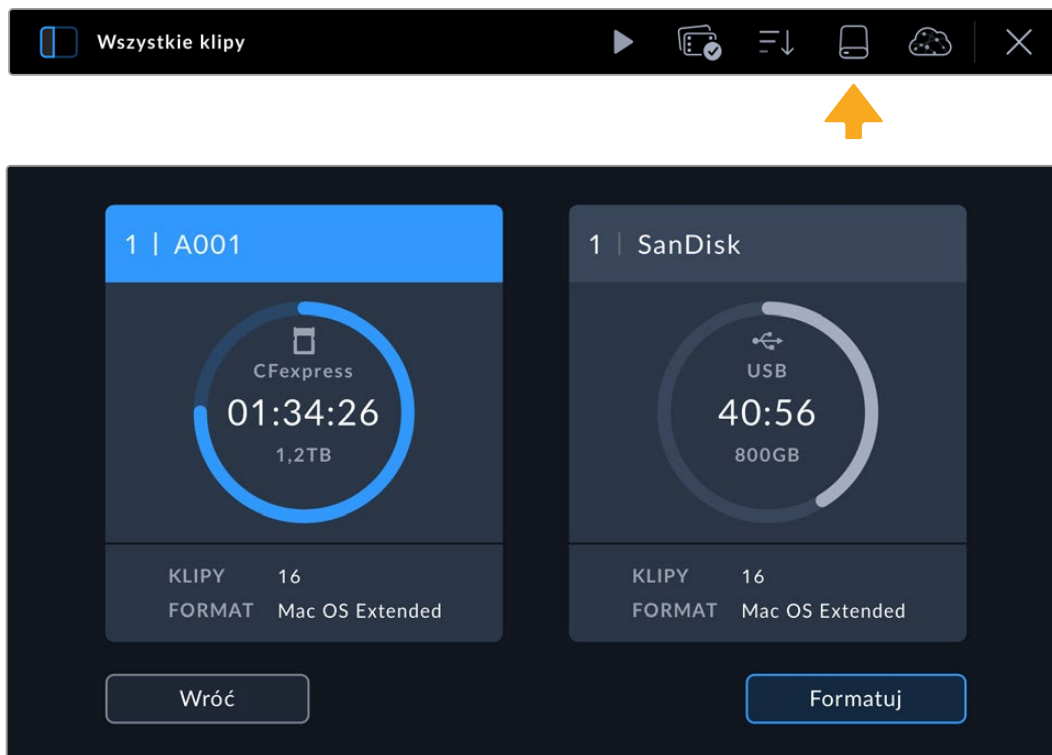 Wszystkie klipy
1 | A001
CFexpress
01:34:26
1,2TB
KLIPY 16
FORMAT Mac OS Extended
1 | SanDisk
USB
40:56
800GB
KLIPY 16
FORMAT Mac OS Extended
Wróć
Formatuj